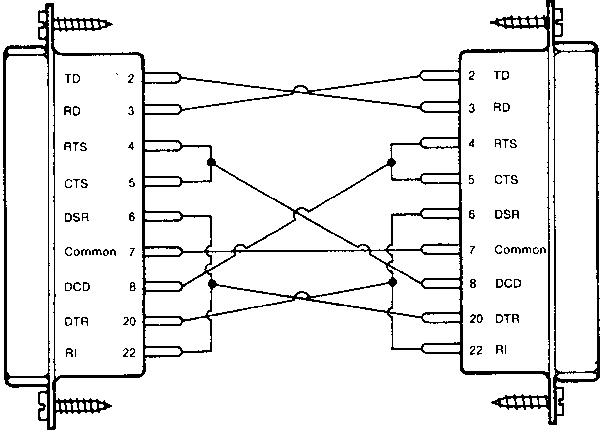 TD 2 2 TD
RD 3 3 RD
RTS 4 4 RTS
CTS 5 5 CTS
DSR 6 6 DSR
Common 7 7 Common
DCD 8 8 DCD
DTR 20 20 DTR
RI 22 22 RI